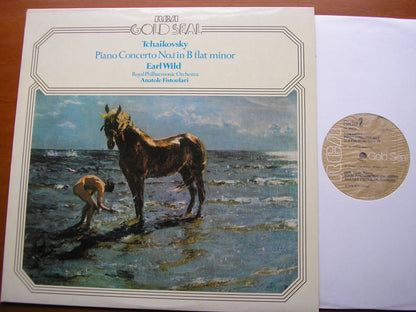 RCA
GOLD SEAL
Tchaikovsky
Piano Concerto No.1 in B flat minor
Earl Wild
Royal Philharmonic Orchestra
Anatole Fistoulari
RCA
Gold Seal